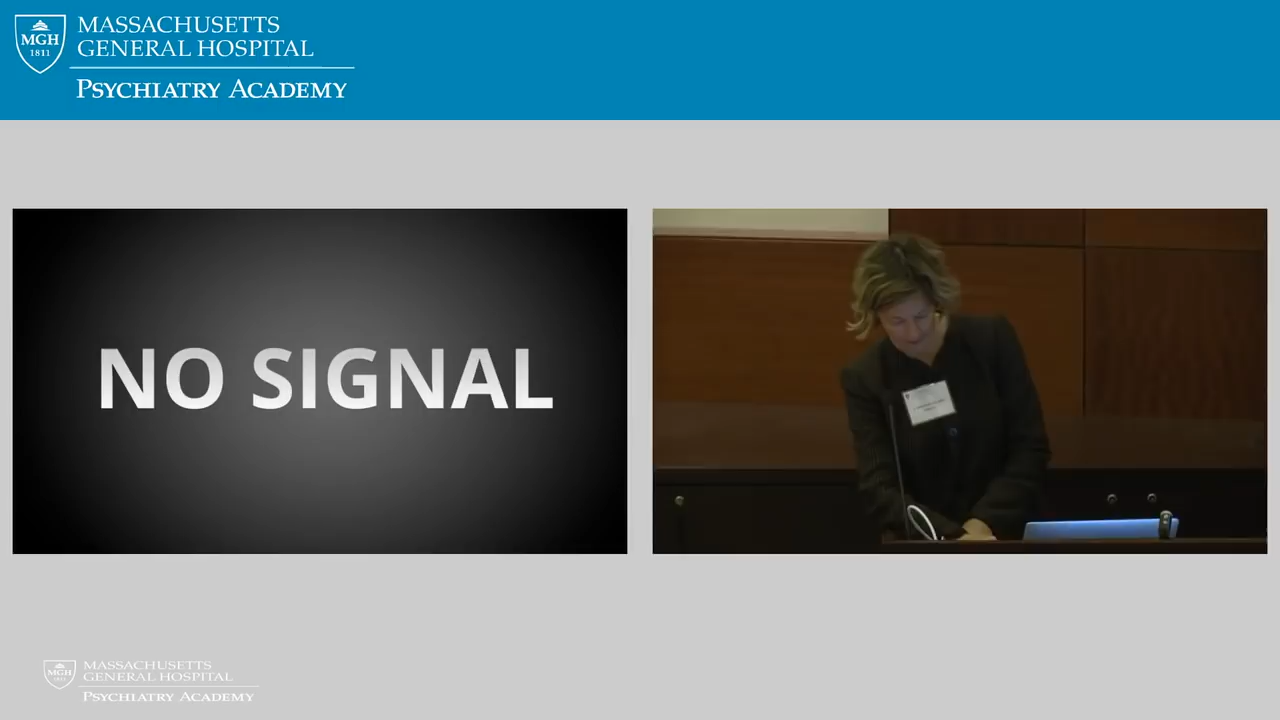 MASSACHUSETTS
GENERAL HOSPITAL
PSYCHIATRY ACADEMY
MGH
1811
NO SIGNAL
MASSACHUSETTS
GENERAL HOSPITAL
PSYCHIATRY ACADEMY
MGH
1811